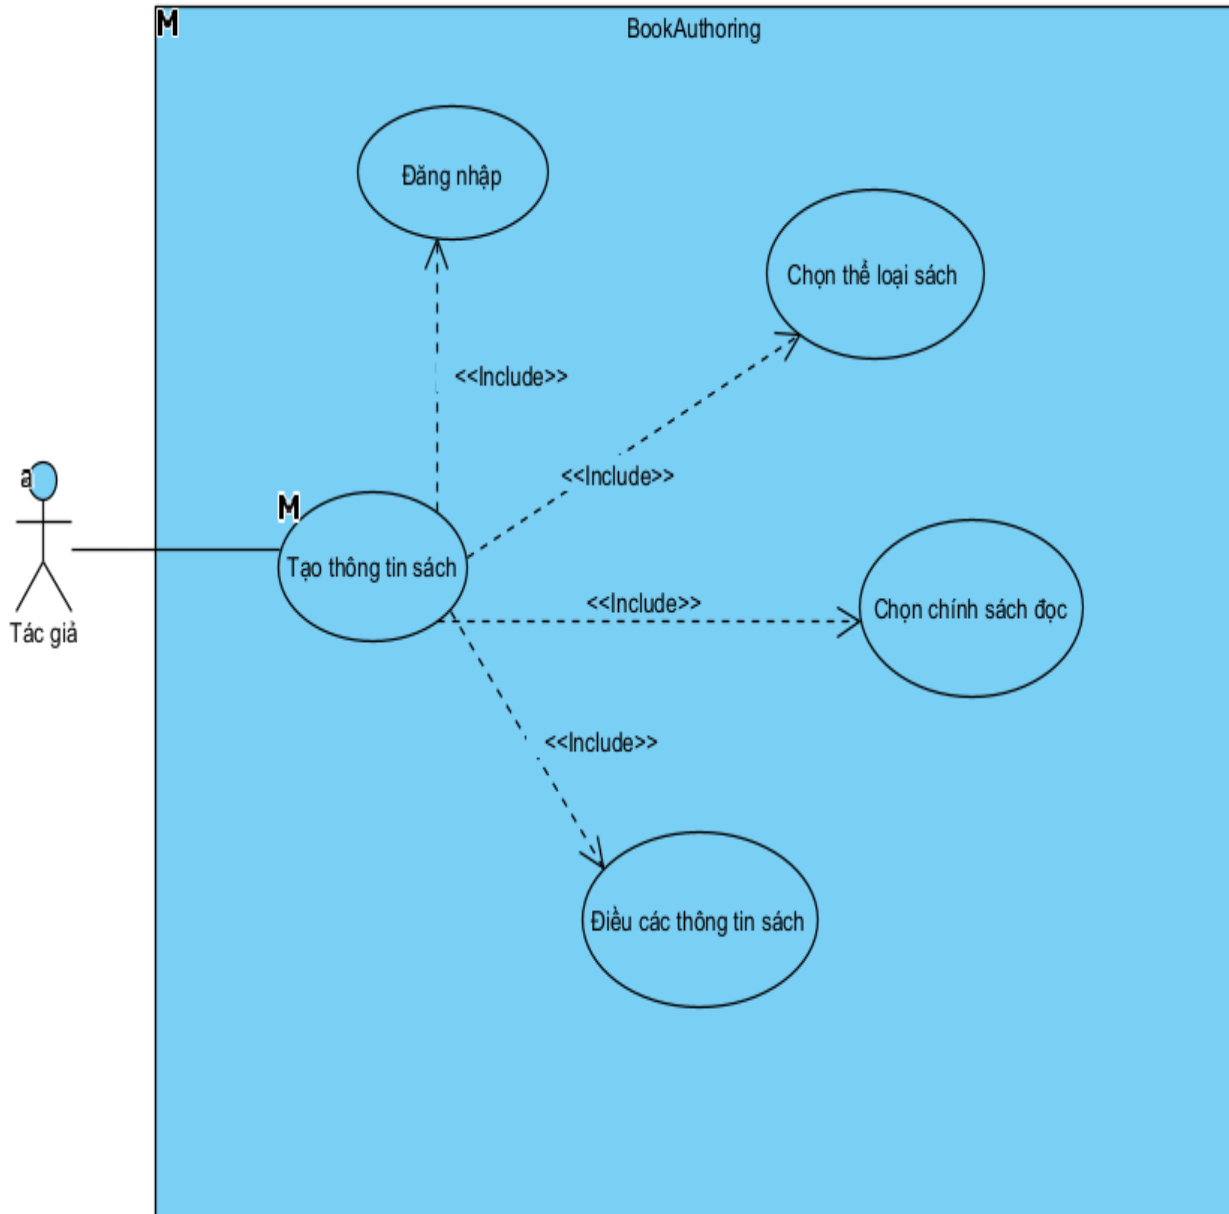 M
BookAuthoring
Đăng nhập
Chọn thể loại sách
<<Include>>
<<Include>>
a
M
Tạo thông tin sách
Tác giả
<<Include>>
Chọn chính sách đọc
<<Include>>
Điều các thông tin sách